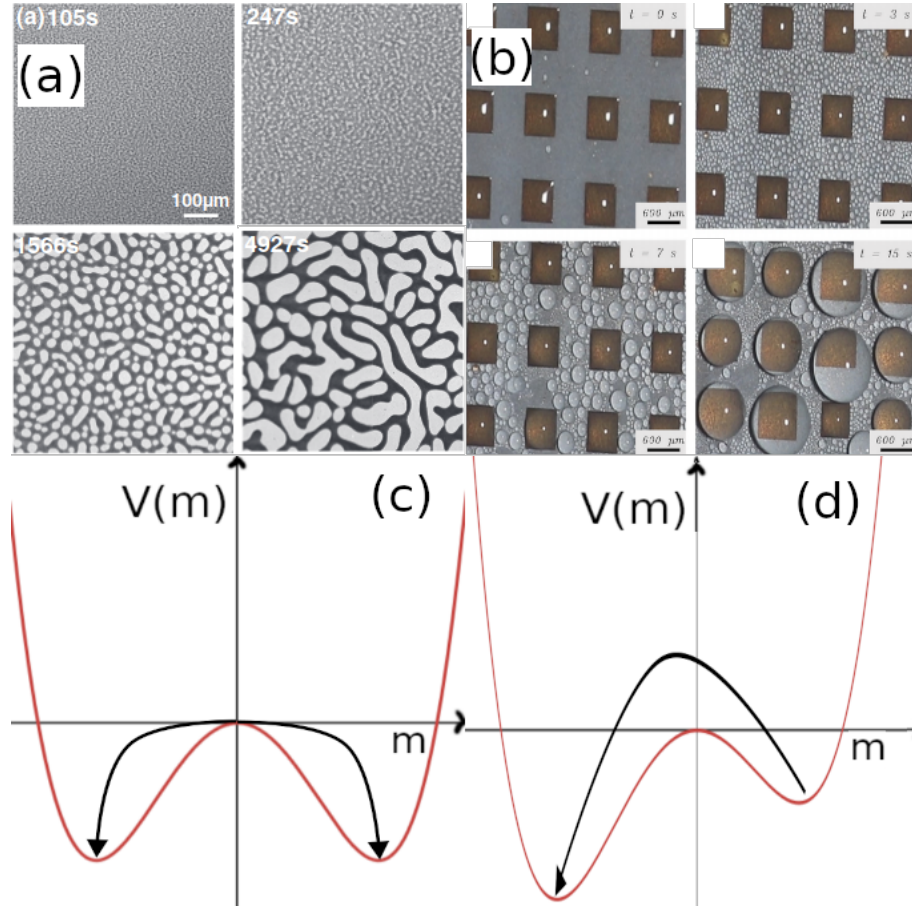 (a)105s
247s
(a)
100μm
1566s
4927s
t = 0 s
t = 3 s
(b)
600 μm
600 μm
t = 7 s
t = 15 s
600 μm
600 μm
V(m)
(c)
m
V(m)
(d)
m